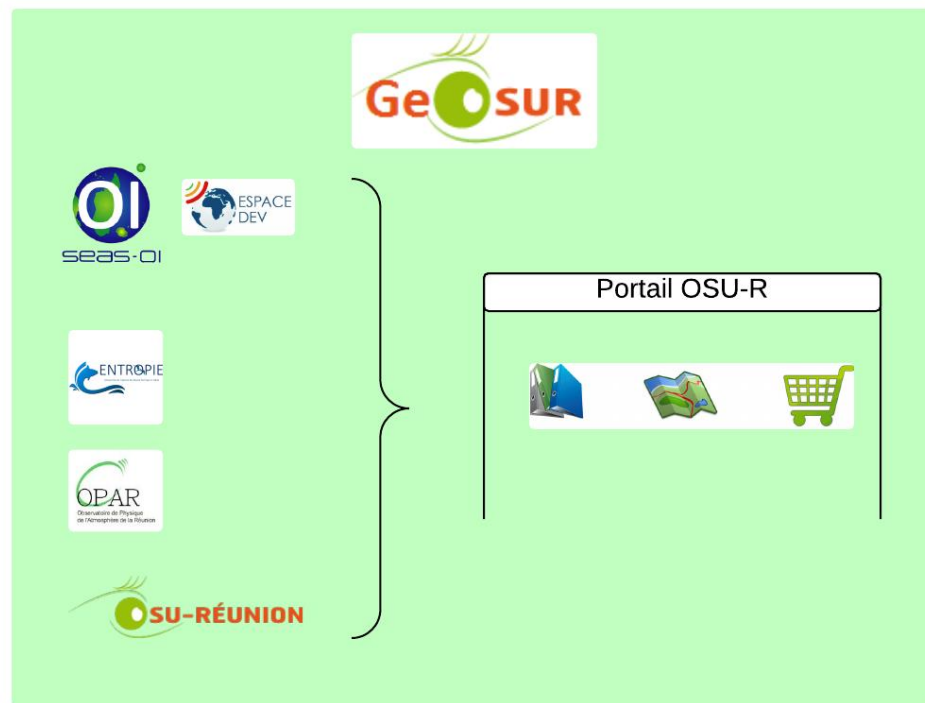 GeOSUR
OI
seas-OI
ESPACE
DEV
Portail OSU-R
ENTROPIE
OPAR
Observatoire de Physique
de l'Atmosphère de la Réunion
OSU-RÉUNION